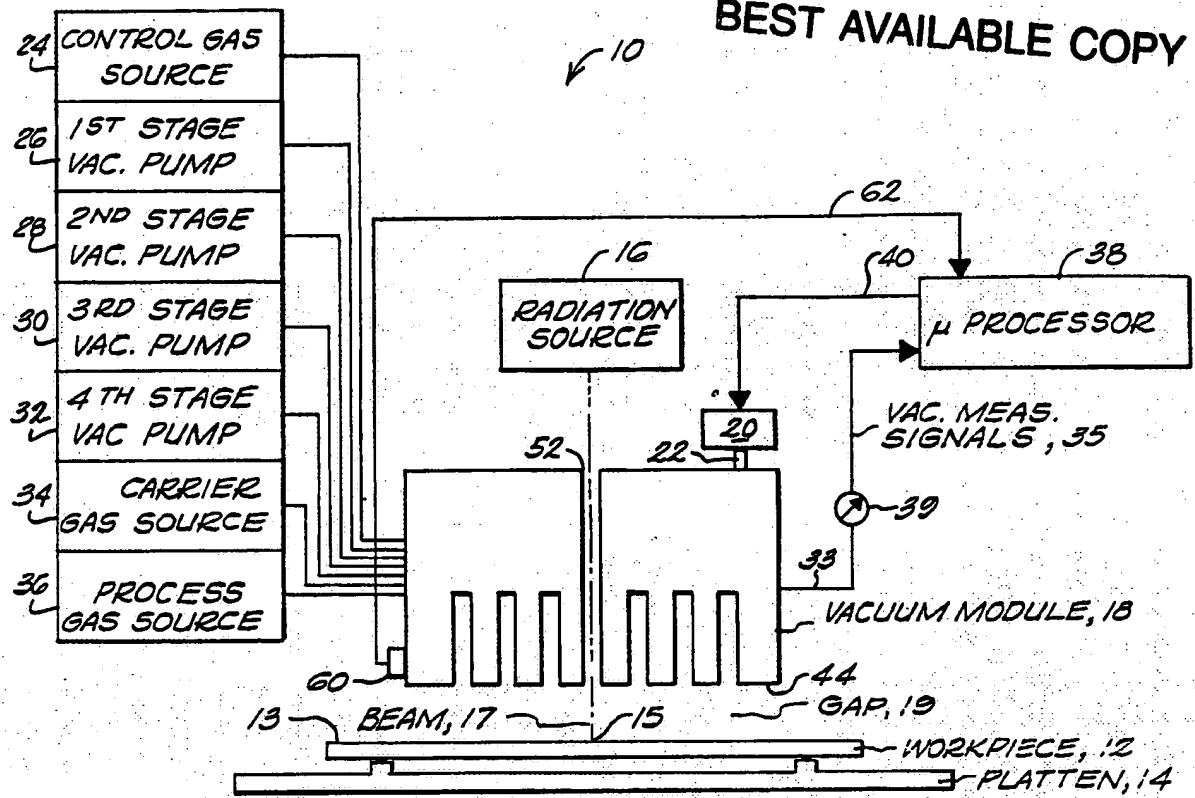 BEST AVAILABLE COPY
24
CONTROL GAS
SOURCE
10
26
1ST STAGE
VAC. PUMP
28
2ND STAGE
VAC. PUMP
30
3RD STAGE
VAC. PUMP
32
4TH STAGE
VAC PUMP
34
CARRIER
GAS SOURCE
36
PROCESS
GAS SOURCE
62
16
RADIATION
SOURCE
40
38
μ PROCESSOR
20
22
52
VAC. MEAS.
SIGNALS, 35
39
33
VACUUM MODULE, 18
60
44
GAP, 19
13
BEAM, 17
15
WORKPIECE, 12
PLATTEN, 14